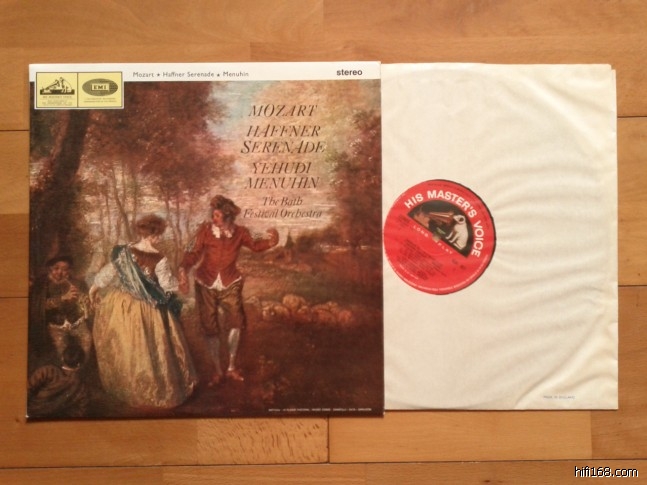 Mozart ★ Haffner Serenade ★ Menuhin
stereo
EMI
MOZART
HAFFNER
SERENADE
YEHUDI
MENUHIN
The Bath
Festival Orchestra
HIS MASTER'S VOICE
hifi168.com